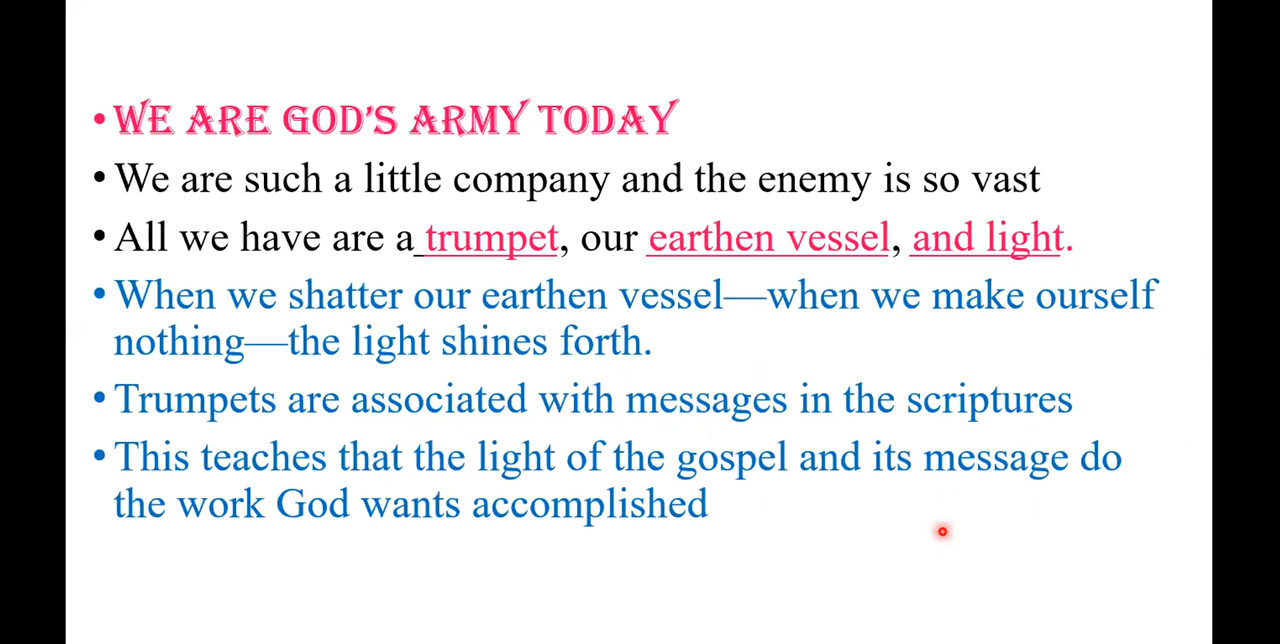 • WE ARE GOD'S ARMY TODAY
• We are such a little company and the enemy is so vast
• All we have are a trumpet, our earthen vessel, and light.
• When we shatter our earthen vessel—when we make ourself
nothing—the light shines forth.
• Trumpets are associated with messages in the scriptures
• This teaches that the light of the gospel and its message do
the work God wants accomplished